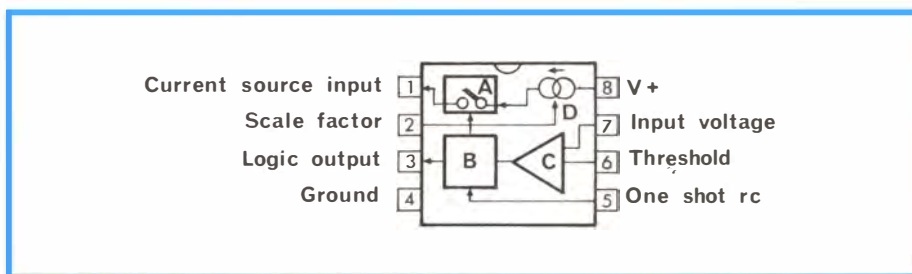 Current source input 1 A 8 V +
Scale factor 2 D 7 Input voltage
Logic output 3 B C 6 Threshold
Ground 4 5 One shot rc